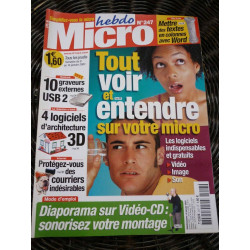 hebdo
Micro
N°247
1€60
Mettre
des textes
en colonnes
avec Word
Tout
voir
et
entendre
sur votre micro
10 graveurs
externes
USB 2
4 logiciels
d'architecture
3D
Protégez-vous
des
courriers
indésirables
Les logiciels
indispensables
et gratuits
Vidéo
Image
Son
Mode d'emploi
Diaporama sur Vidéo-CD :
sonorisez votre montage